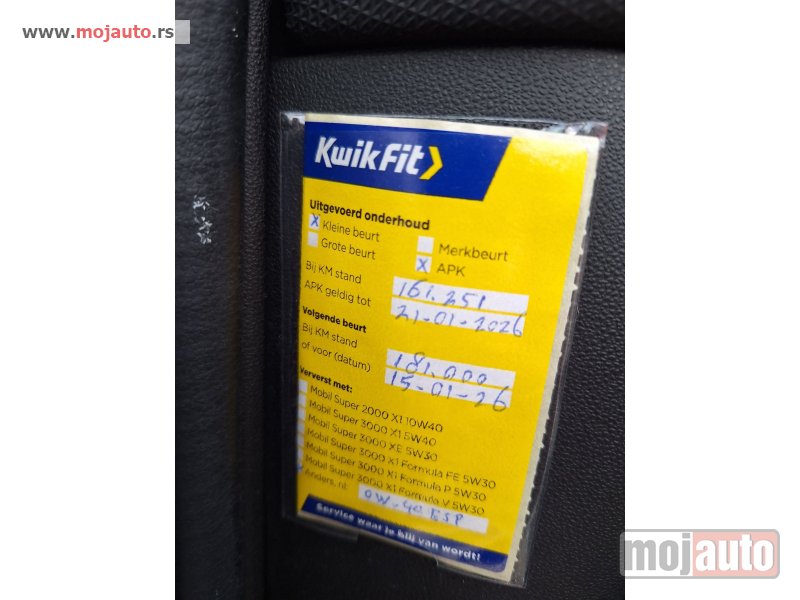 www.mojauto.rs
KwikFit
Uitgevoerd onderhoud
X Kleine beurt
Merkbeurt
Grote beurt
X APK
Bij KM stand 161.251
APK geldig tot 21-01-2026
Volgende beurt
Bij KM stand 181.000
of voor (datum) 15-01-26
Ververst met:
Mobil Super 2000 X1 10W40
Mobil Super 3000 X1 5W40
Mobil Super 3000 XE 5W30
Mobil Super 3000 X1 Formula FE 5W30
Mobil Super 3000 X1 Formula P 5W30
Mobil Super 3000 X1 Formula V 5W30
Anders, nl: 0W-40 ESP
Service waar je blij van wordt!
mojauto